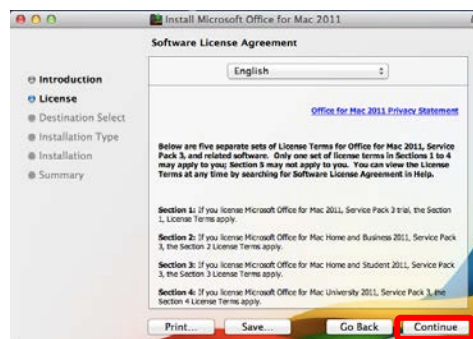 Install Microsoft Office for Mac 2011
Software License Agreement
English
Introduction
License
Destination Select
Installation Type
Installation
Summary
Office for Mac 2011 Privacy Statement
Below are five separate sets of License Terms for Office for Mac 2011, Service
Pack 3, and related software. Only one set of license terms in Sections 1 to 4
may apply to you; Section 5 may not apply to you. You can view the License
Terms at any time by searching for Software License Agreement in Help.
Section 1: If you license Microsoft Office for Mac 2011, Service Pack 3 trial, the Section
1, License Terms apply.
Section 2: If you license Microsoft Office for Mac Home and Business 2011, Service Pack
3, the Section 2 License Terms apply.
Section 3: If you license Microsoft Office for Mac Home and Student 2011, Service Pack
3, the Section 3 License Terms apply.
Section 4: If you license Microsoft Office for Mac University 2011, Service Pack 3, the
Section 4 License Terms apply.
Print... Save... Go Back Continue